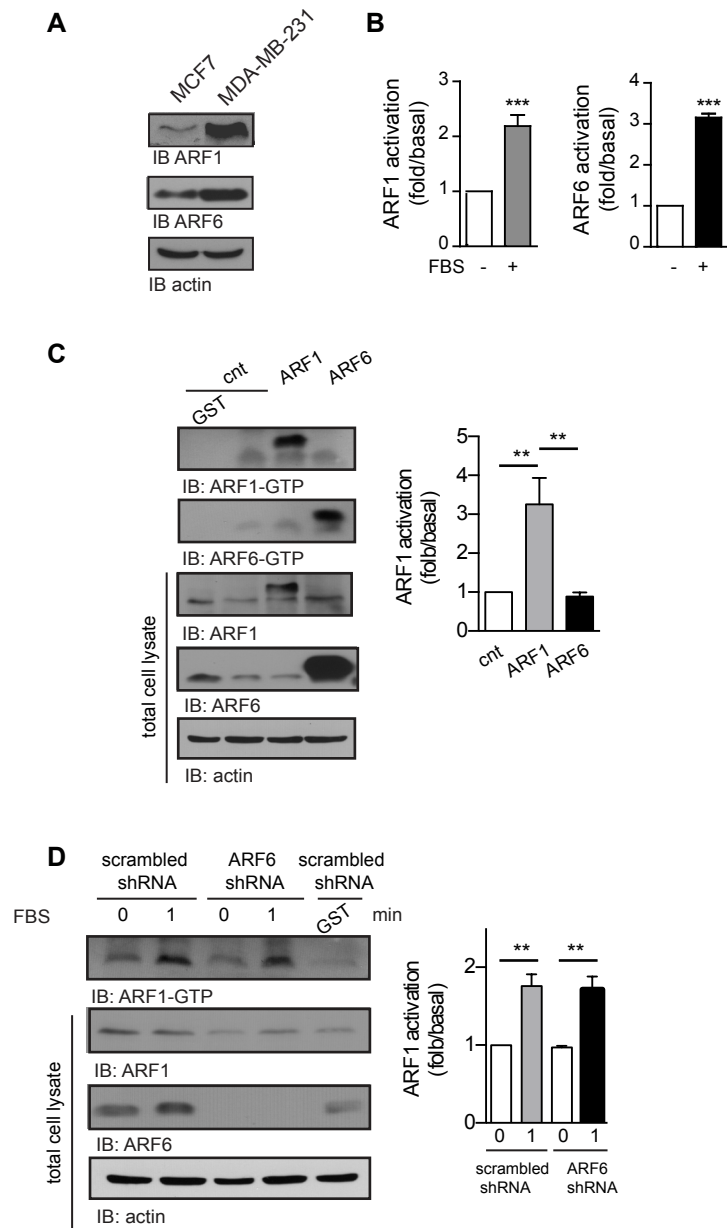 A
MCF7
MDA-MB-231
IB ARF1
IB ARF6
IB actin
B
ARF1 activation
(fold/basal)
3
2
1
0
***
FBS - +
ARF6 activation
(fold/basal)
4
3
2
1
0
***
- +
C
cnt
ARF1
ARF6
GST
IB: ARF1-GTP
IB: ARF6-GTP
IB: ARF1
IB: ARF6
IB: actin
total cell lysate
ARF1 activation
(folb/basal)
5
4
3
2
1
0
** **
cnt
ARF1
ARF6
D
scrambled
shRNA
ARF6
shRNA
scrambled
shRNA
FBS 0 1 0 1 GST min
IB: ARF1-GTP
IB: ARF1
IB: ARF6
IB: actin
total cell lysate
ARF1 activation
(folb/basal)
2
1
0
** **
0 1 0 1
scrambled
shRNA
ARF6
shRNA